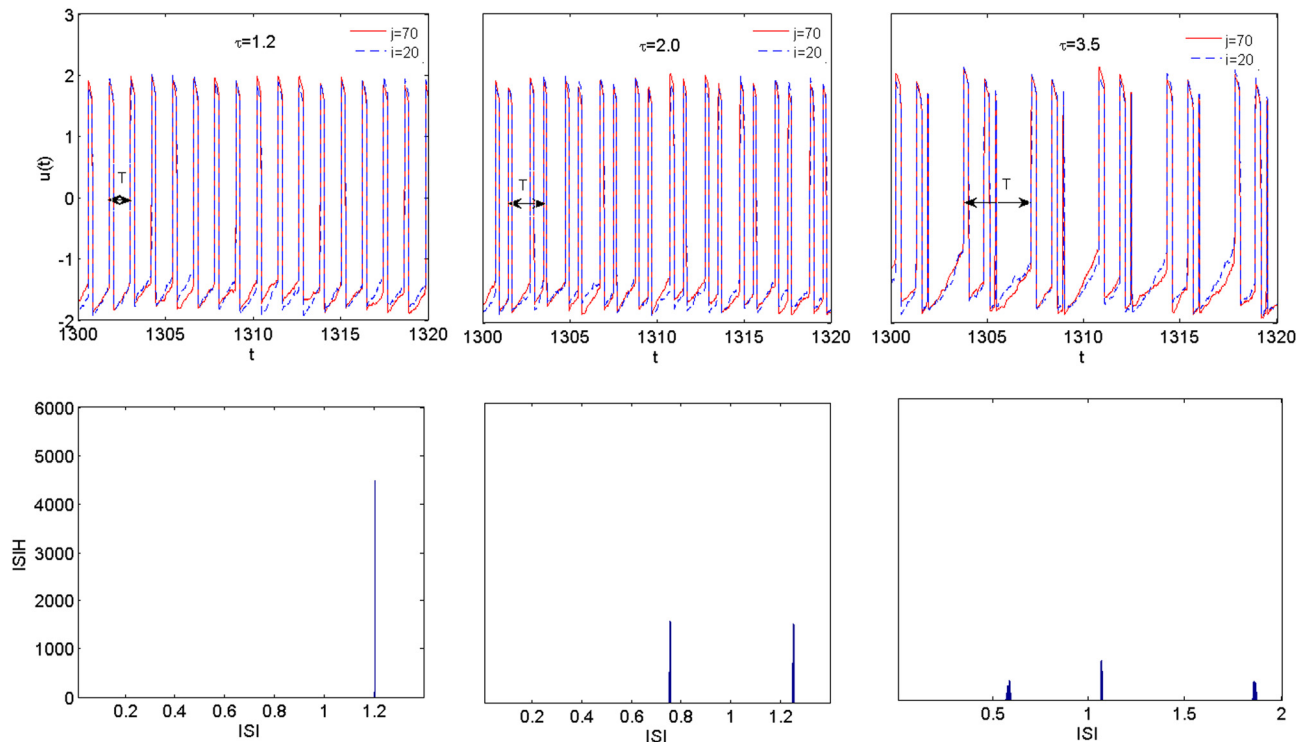 3
2
1
0
-1
-2
u(t)
τ=1.2
j=70
i=20
T
1300 1305 1310 1315 1320
t
τ=2.0
j=70
i=20
T
1300 1305 1310 1315 1320
t
τ=3.5
j=70
i=20
T
1300 1305 1310 1315 1320
t
6000
5000
4000
3000
2000
1000
0
ISIH
0.2 0.4 0.6 0.8 1 1.2
ISI
0.2 0.4 0.6 0.8 1 1.2
ISI
0.5 1 1.5 2
ISI